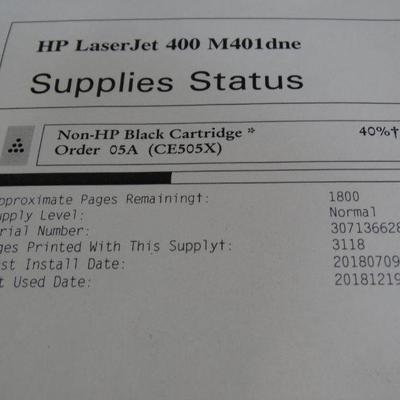 HP LaserJet 400 M401dne
Supplies Status
Non-HP Black Cartridge * 40%†
Order 05A (CE505X)
pproximate Pages Remaining†: 1800
upply Level: Normal
erial Number: 307136628
ges Printed With This Supply†: 3118
st Install Date: 20180709
t Used Date: 20181219